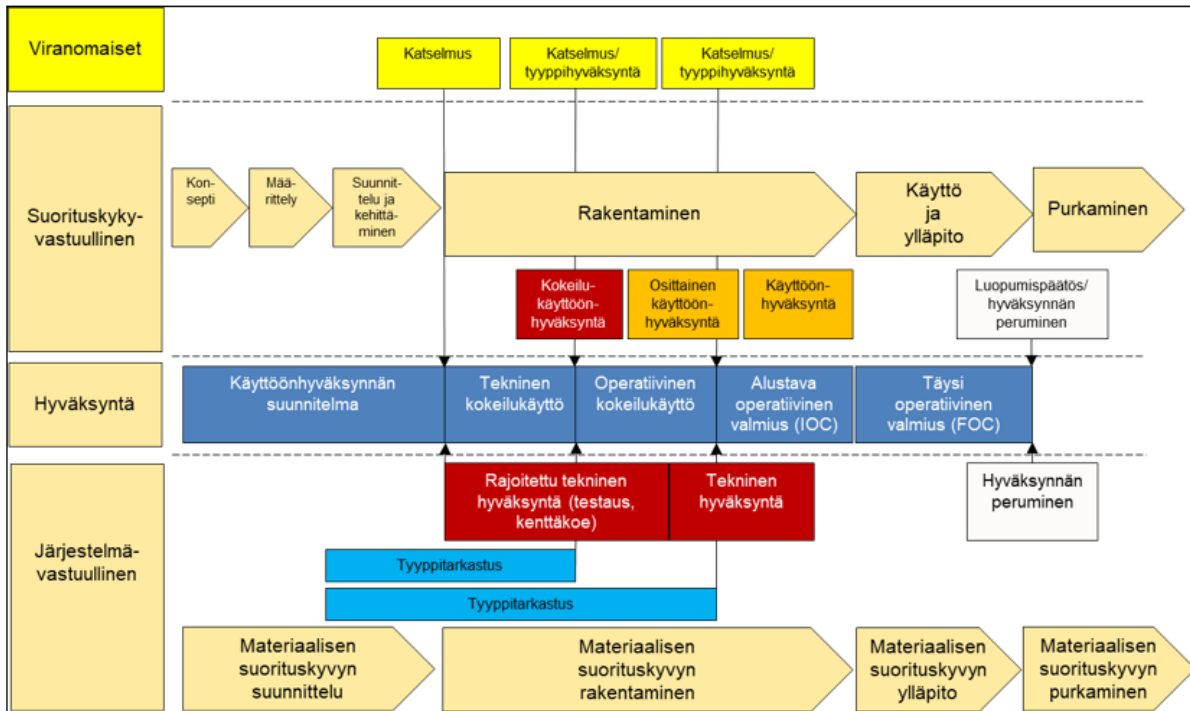 Viranomaiset
Katselmus
Katselmus/
tyyppihyväksyntä
Katselmus/
tyyppihyväksyntä
Suorituskyky-
vastuullinen
Kon-
septi
Mää-
rittely
Suunnit-
telu ja
kehittä-
minen
Rakentaminen
Käyttö
ja
ylläpito
Purkaminen
Kokeilu-
käyttöön-
hyväksyntä
Osittainen
käyttöön-
hyväksyntä
Käyttöön-
hyväksyntä
Luopumispäätös/
hyväksynnän
peruminen
Hyväksyntä
Käyttöönhyväksynnän
suunnitelma
Tekninen
kokeilukäyttö
Operatiivinen
kokeilukäyttö
Alustava
operatiivinen
valmius (IOC)
Täysi
operatiivinen
valmius (FOC)
Järjestelmä-
vastuullinen
Rajoitettu tekninen
hyväksyntä (testaus,
kenttäkoe)
Tekninen
hyväksyntä
Hyväksynnän
peruminen
Tyyppitarkastus
Tyyppitarkastus
Materiaalisen
suorituskyvyn
suunnittelu
Materiaalisen
suorituskyvyn
rakentaminen
Materiaalisen
suorituskyvyn
ylläpito
Materiaalisen
suorituskyvyn
purkaminen